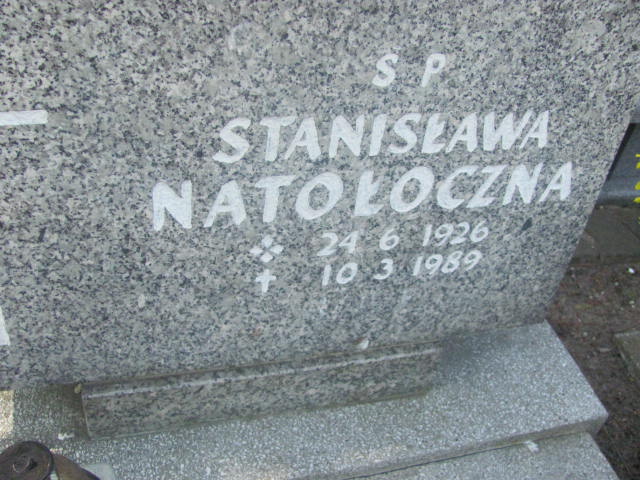 S P
STANISŁAWA
NATOŁOCZNA
24 6 1926
10 3 1989